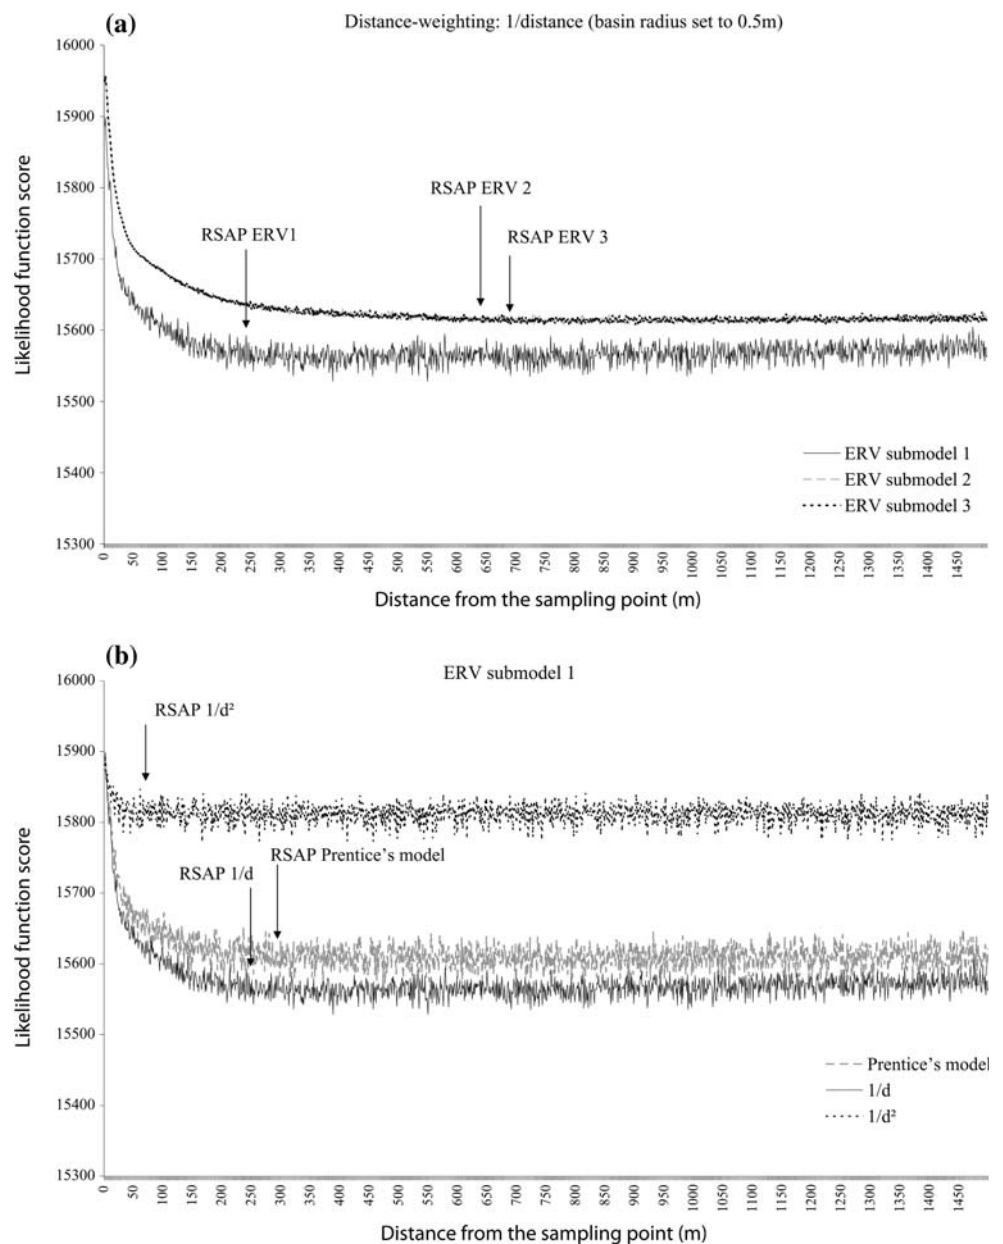 (a)
Distance-weighting: 1/distance (basin radius set to 0.5m)
16000
15900
15800
15700
15600
15500
15400
15300
Likelihood function score
RSAP ERV1
RSAP ERV 2
RSAP ERV 3
ERV submodel 1
ERV submodel 2
ERV submodel 3
0 50 100 150 200 250 300 350 400 450 500 550 600 650 700 750 800 850 900 950 1000 1050 1100 1150 1200 1250 1300 1350 1400 1450
Distance from the sampling point (m)
(b)
ERV submodel 1
16000
15900
15800
15700
15600
15500
15400
15300
Likelihood function score
RSAP 1/d²
RSAP 1/d
RSAP Prentice's model
Prentice's model
1/d
1/d²
0 50 100 150 200 250 300 350 400 450 500 550 600 650 700 750 800 850 900 950 1000 1050 1100 1150 1200 1250 1300 1350 1400 1450
Distance from the sampling point (m)